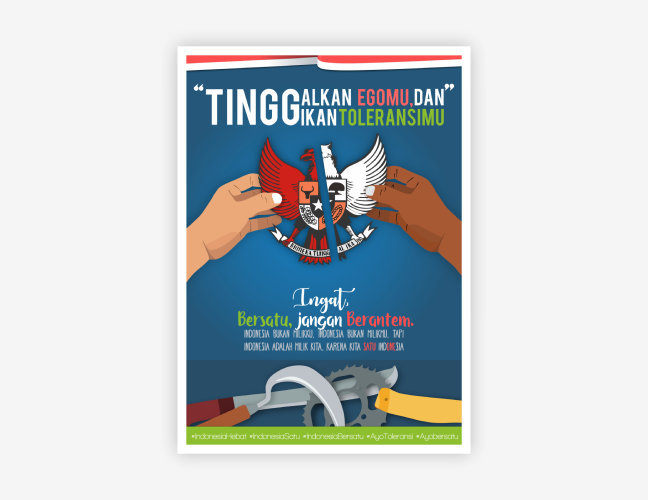 “TINGGALKAN EGOMU, DAN”
TINGGIKAN TOLERANSIMU
BHINNEKA TUNGGAL IKA
Ingat,
Bersatu, jangan Berantem.
INDONESIA BUKAN MILIKKU, INDONESIA BUKAN MILIKMU, TAPI
INDONESIA ADALAH MILIK KITA, KARENA KITA SATU INDONESIA
#IndonesiaHebat #IndonesiaSatu #IndonesiaBersatu #AyoToleransi #Ayobersatu